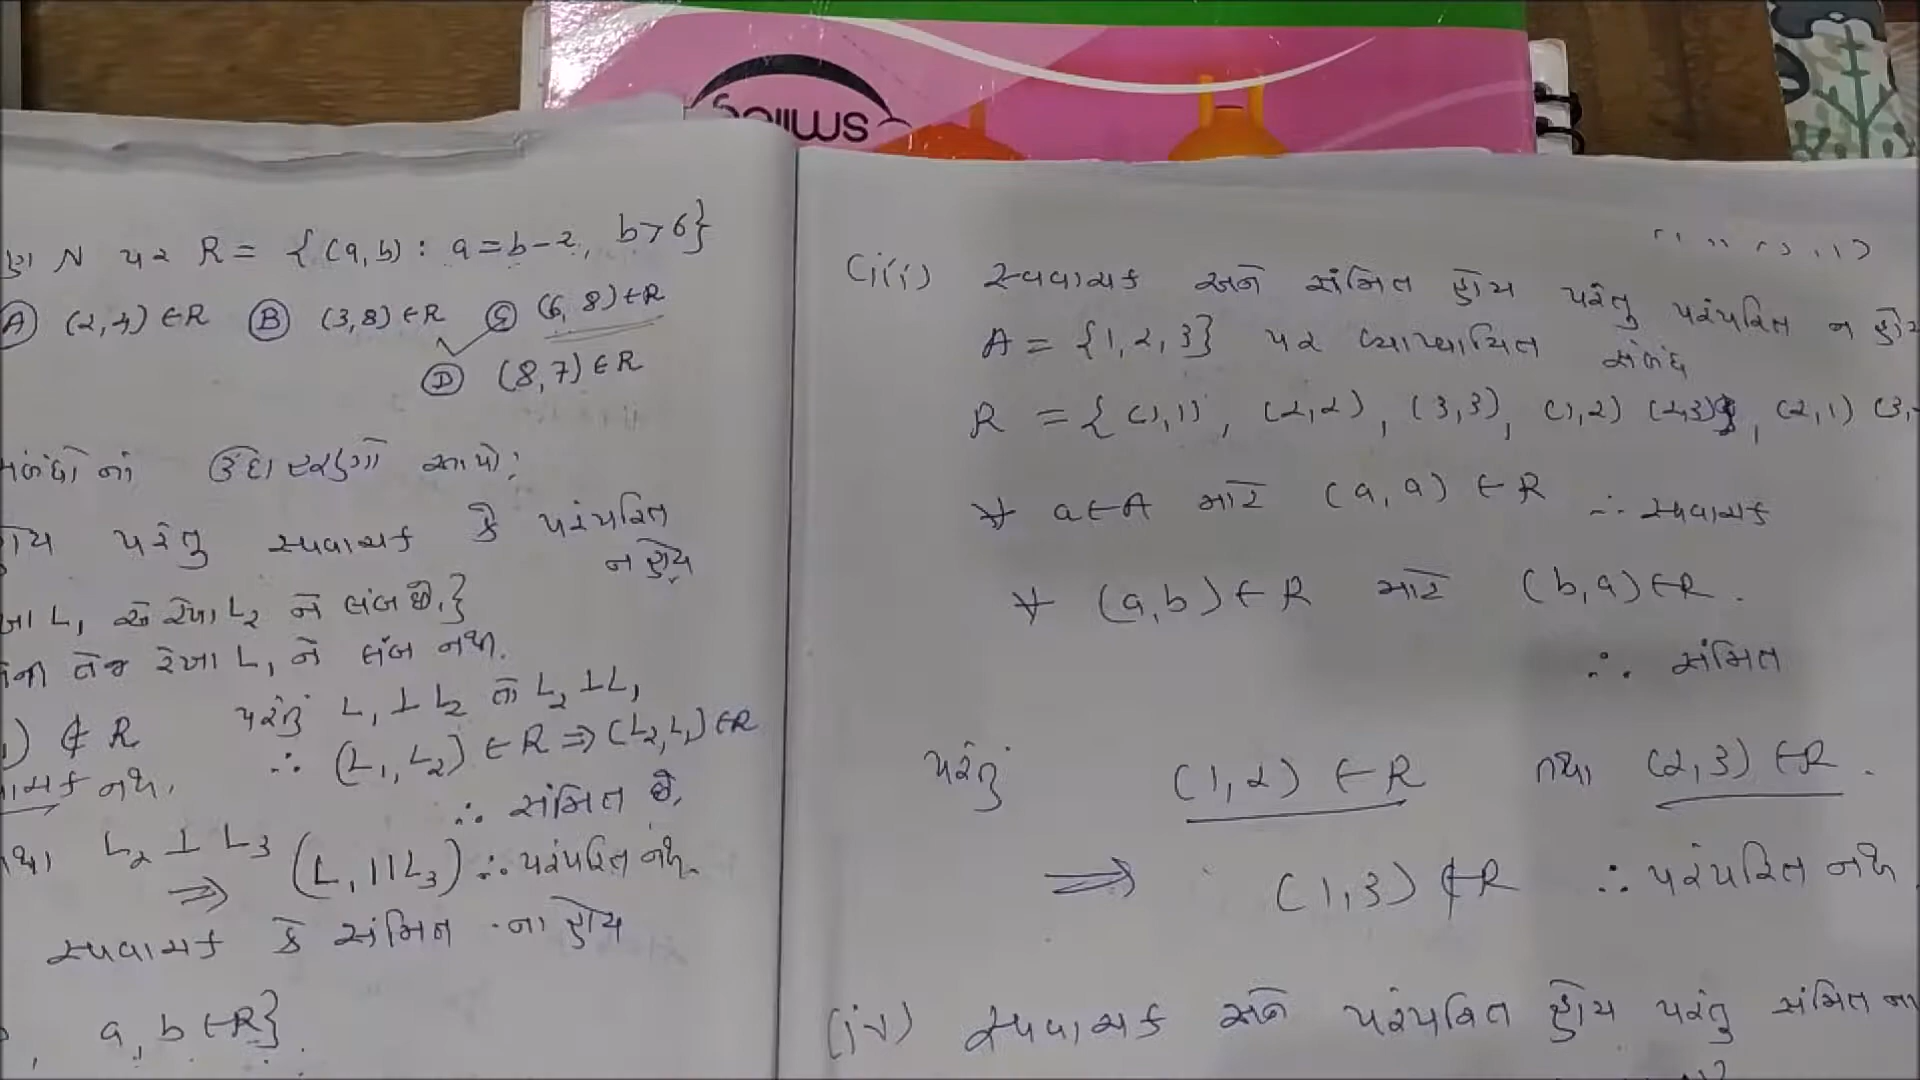 smile
N પર R = {(a,b) : a=b-2, b>6}
A (2,4) ∈R B (3,8) ∈R C (6,8) ∈R
D (8,7) ∈R
ઉદાહરણો આપો:
પરંતુ સ્વવાચક કે પરંપરિત
ન હોય
L₁ એ રેખા L₂ ને લંબ છે.}
તેજ રેખા L₁ ને લંબ નથી.
પરંતુ L₁ ⊥ L₂ તો L₂ ⊥ L₁
) ∉ R
∴ (L₁, L₂) ∈ R ⇒ (L₂, L₁) ∈R
નથી.
∴ સંમિત છે.
L₂ ⊥ L₃ (L₁ || L₃) ∴ પરંપરિત નથી.
⇒
સ્વવાચક કે સંમિત ના હોય
a, b ∈R}
(iii) સ્વવાચક અને સંમિત હોય પરંતુ પરંપરિત ન હોય
A = {1, 2, 3} પર વ્યાખ્યાયિત સંબંધ
R = { (1,1), (2,2), (3,3), (1,2) (2,3), (2,1) (3,
∀ a∈A માટે (a, a) ∈ R ∴ સ્વવાચક
∀ (a, b) ∈ R માટે (b, a) ∈R.
∴ સંમિત
પરંતુ (1, 2) ∈ R તથા (2, 3) ∈R.
⇒ (1, 3) ∉R ∴ પરંપરિત નથી
(iv) સ્વવાચક અને પરંપરિત હોય પરંતુ સંમિત ના